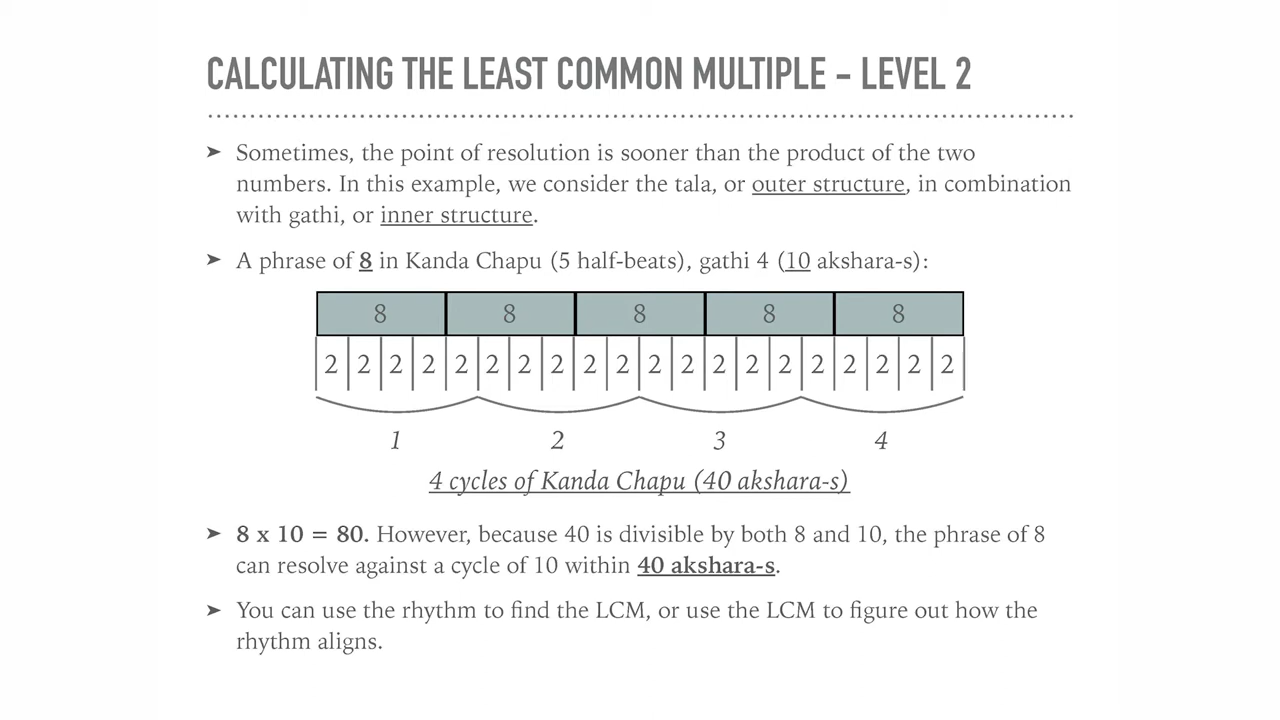 CALCULATING THE LEAST COMMON MULTIPLE – LEVEL 2
➤ Sometimes, the point of resolution is sooner than the product of the two
numbers. In this example, we consider the tala, or outer structure, in combination
with gathi, or inner structure.
➤ A phrase of 8 in Kanda Chapu (5 half-beats), gathi 4 (10 akshara-s):
8 8 8 8 8
2 2 2 2 2 2 2 2 2 2 2 2 2 2 2 2 2 2 2 2
1 2 3 4
4 cycles of Kanda Chapu (40 akshara-s)
➤ 8 x 10 = 80. However, because 40 is divisible by both 8 and 10, the phrase of 8
can resolve against a cycle of 10 within 40 akshara-s.
➤ You can use the rhythm to find the LCM, or use the LCM to figure out how the
rhythm aligns.